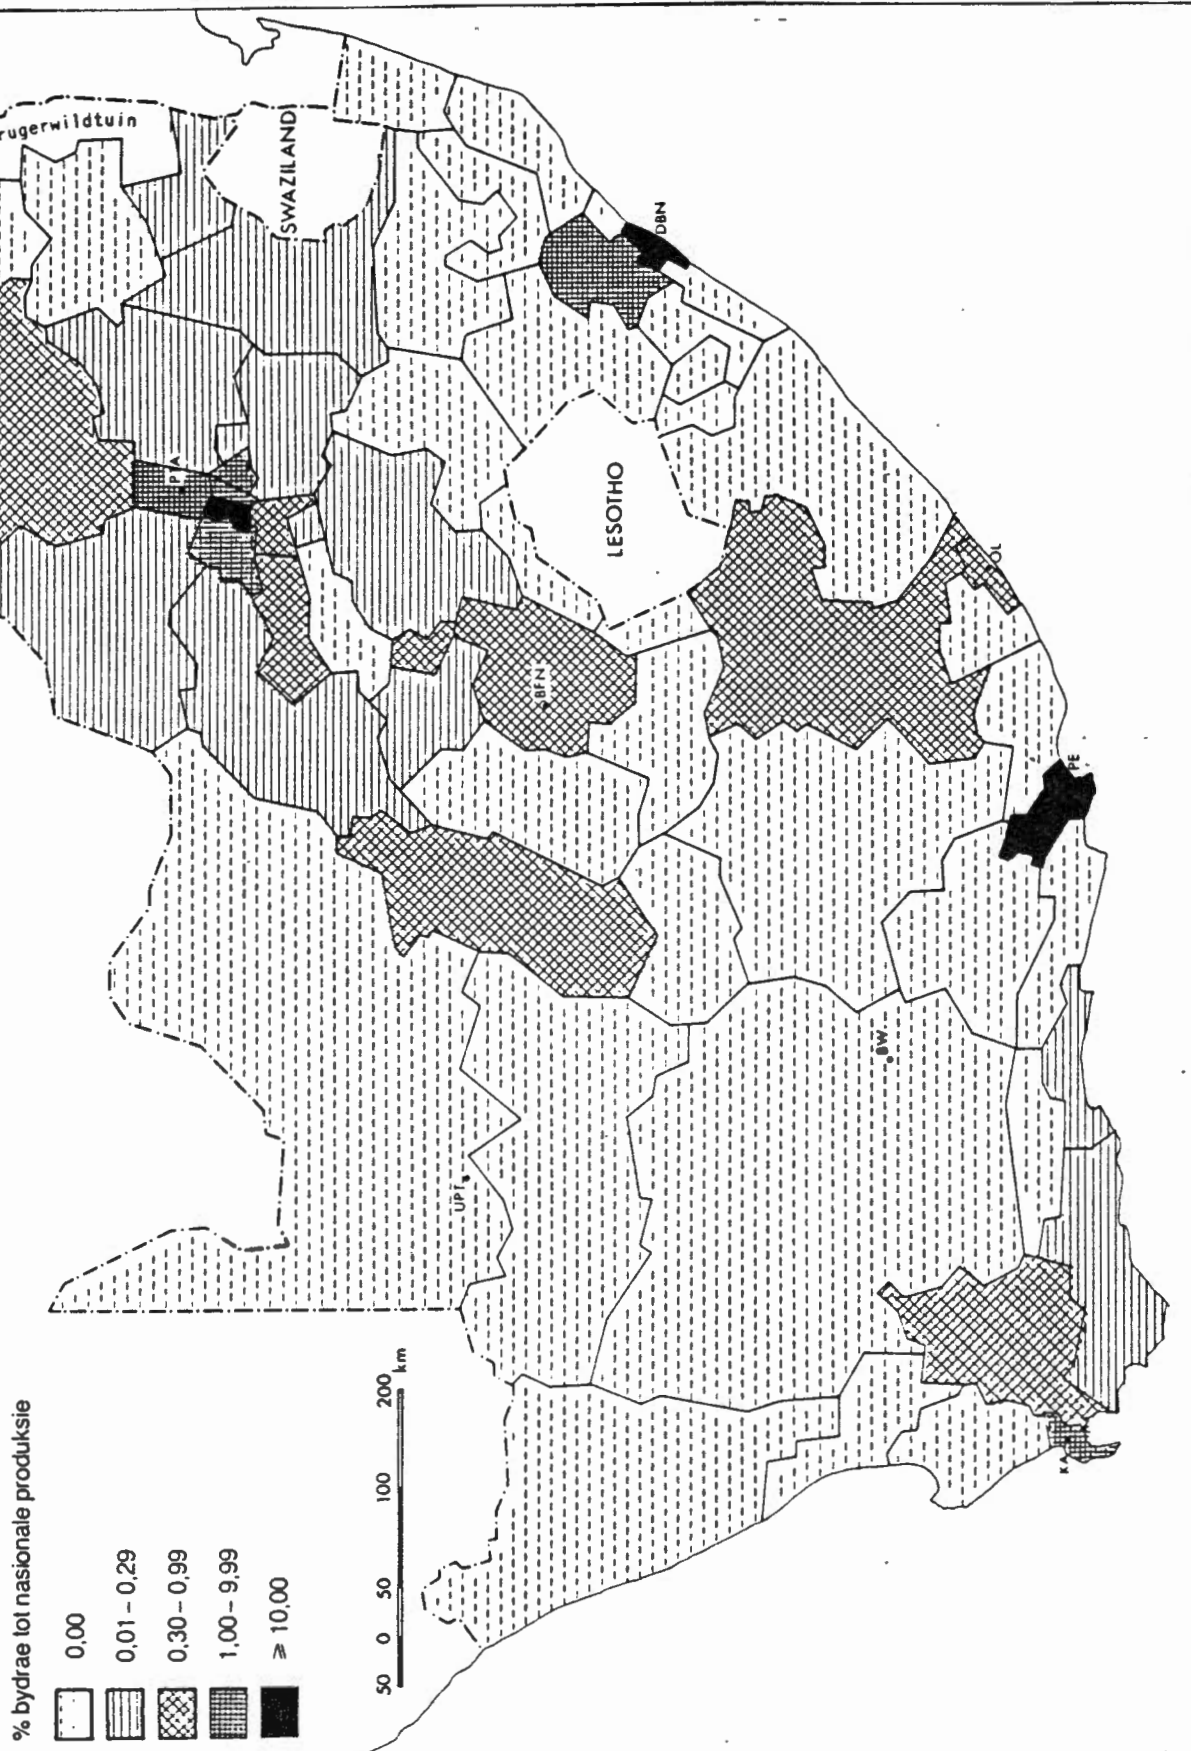 % bydrae tot nasionale produksie
0,00
0,01 – 0,29
0,30 – 0,99
1,00 – 9,99
⩾ 10,00
50 0 50 100 200 km
rugerwildtuin
SWAZILAND
LESOTHO
DBN
OL
PE
BFN
BW
UPT
KA